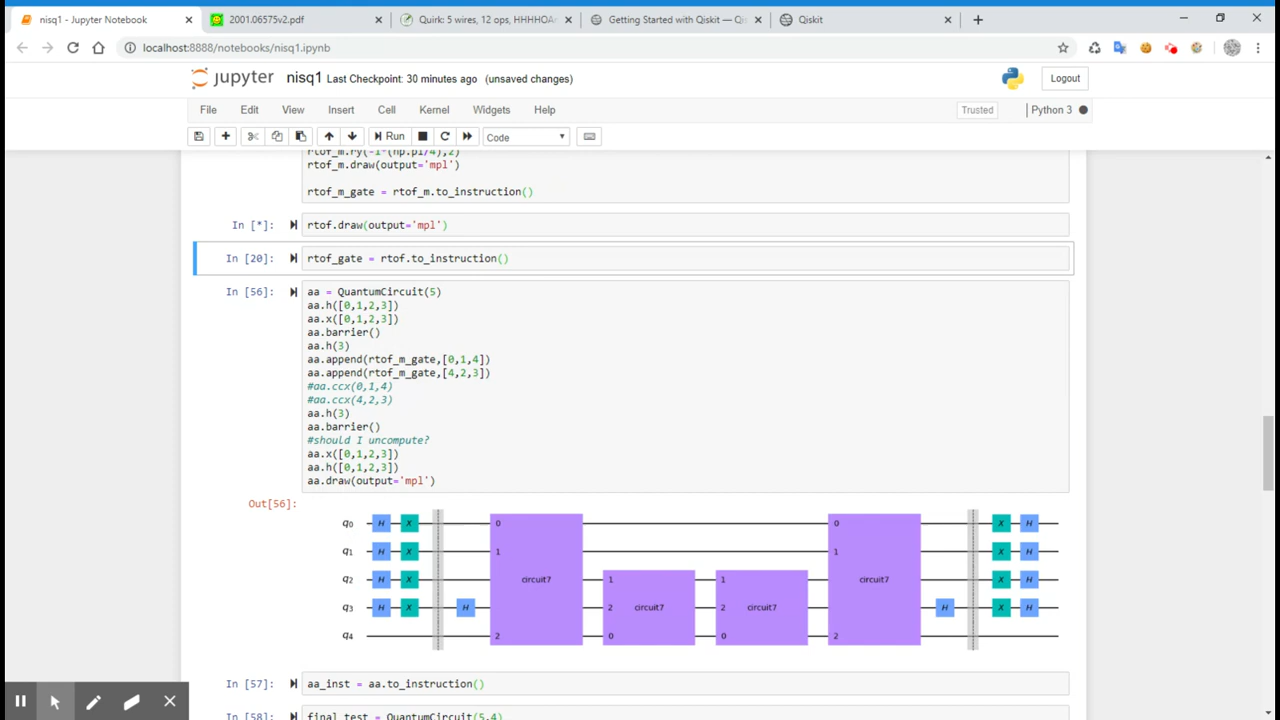 nisq1 - Jupyter Notebook
2001.06575v2.pdf
Quirk: 5 wires, 12 ops, HHHHOA
Getting Started with Qiskit — Qis
Qiskit
localhost:8888/notebooks/nisq1.ipynb
jupyter nisq1 Last Checkpoint: 30 minutes ago (unsaved changes)
Logout
File Edit View Insert Cell Kernel Widgets Help
Trusted
Python 3
Run
Code
rtof_m.ry(-1*(np.pi/4),2)
rtof_m.draw(output='mpl')
rtof_m_gate = rtof_m.to_instruction()
In [*]: rtof.draw(output='mpl')
In [20]: rtof_gate = rtof.to_instruction()
In [56]: aa = QuantumCircuit(5)
aa.h([0,1,2,3])
aa.x([0,1,2,3])
aa.barrier()
aa.h(3)
aa.append(rtof_m_gate,[0,1,4])
aa.append(rtof_m_gate,[4,2,3])
#aa.ccx(0,1,4)
#aa.ccx(4,2,3)
aa.h(3)
aa.barrier()
#should I uncompute?
aa.x([0,1,2,3])
aa.h([0,1,2,3])
aa.draw(output='mpl')
Out[56]:
q0 H X 0 0 X H
q1 H X 1 1 X H
q2 H X circuit7 1 1 circuit7 X H
q3 H X H 2 circuit7 2 circuit7 H X H
q4 2 0 0 2
In [57]: aa_inst = aa.to_instruction()
In [58]: final_test = QuantumCircuit(5,4)